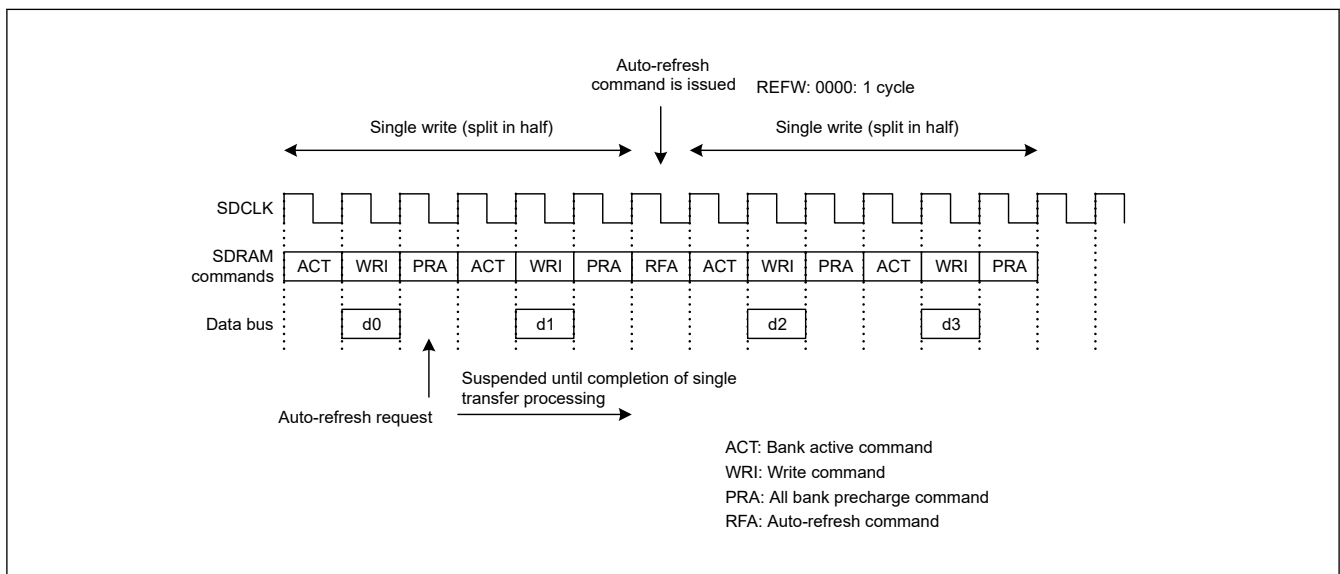 Auto-refresh
command is issued
REFW: 0000: 1 cycle
Single write (split in half)
Single write (split in half)
SDCLK
SDRAM
commands
ACT WRI PRA ACT WRI PRA RFA ACT WRI PRA ACT WRI PRA
Data bus
d0 d1 d2 d3
Auto-refresh request
Suspended until completion of single
transfer processing
ACT: Bank active command
WRI: Write command
PRA: All bank precharge command
RFA: Auto-refresh command